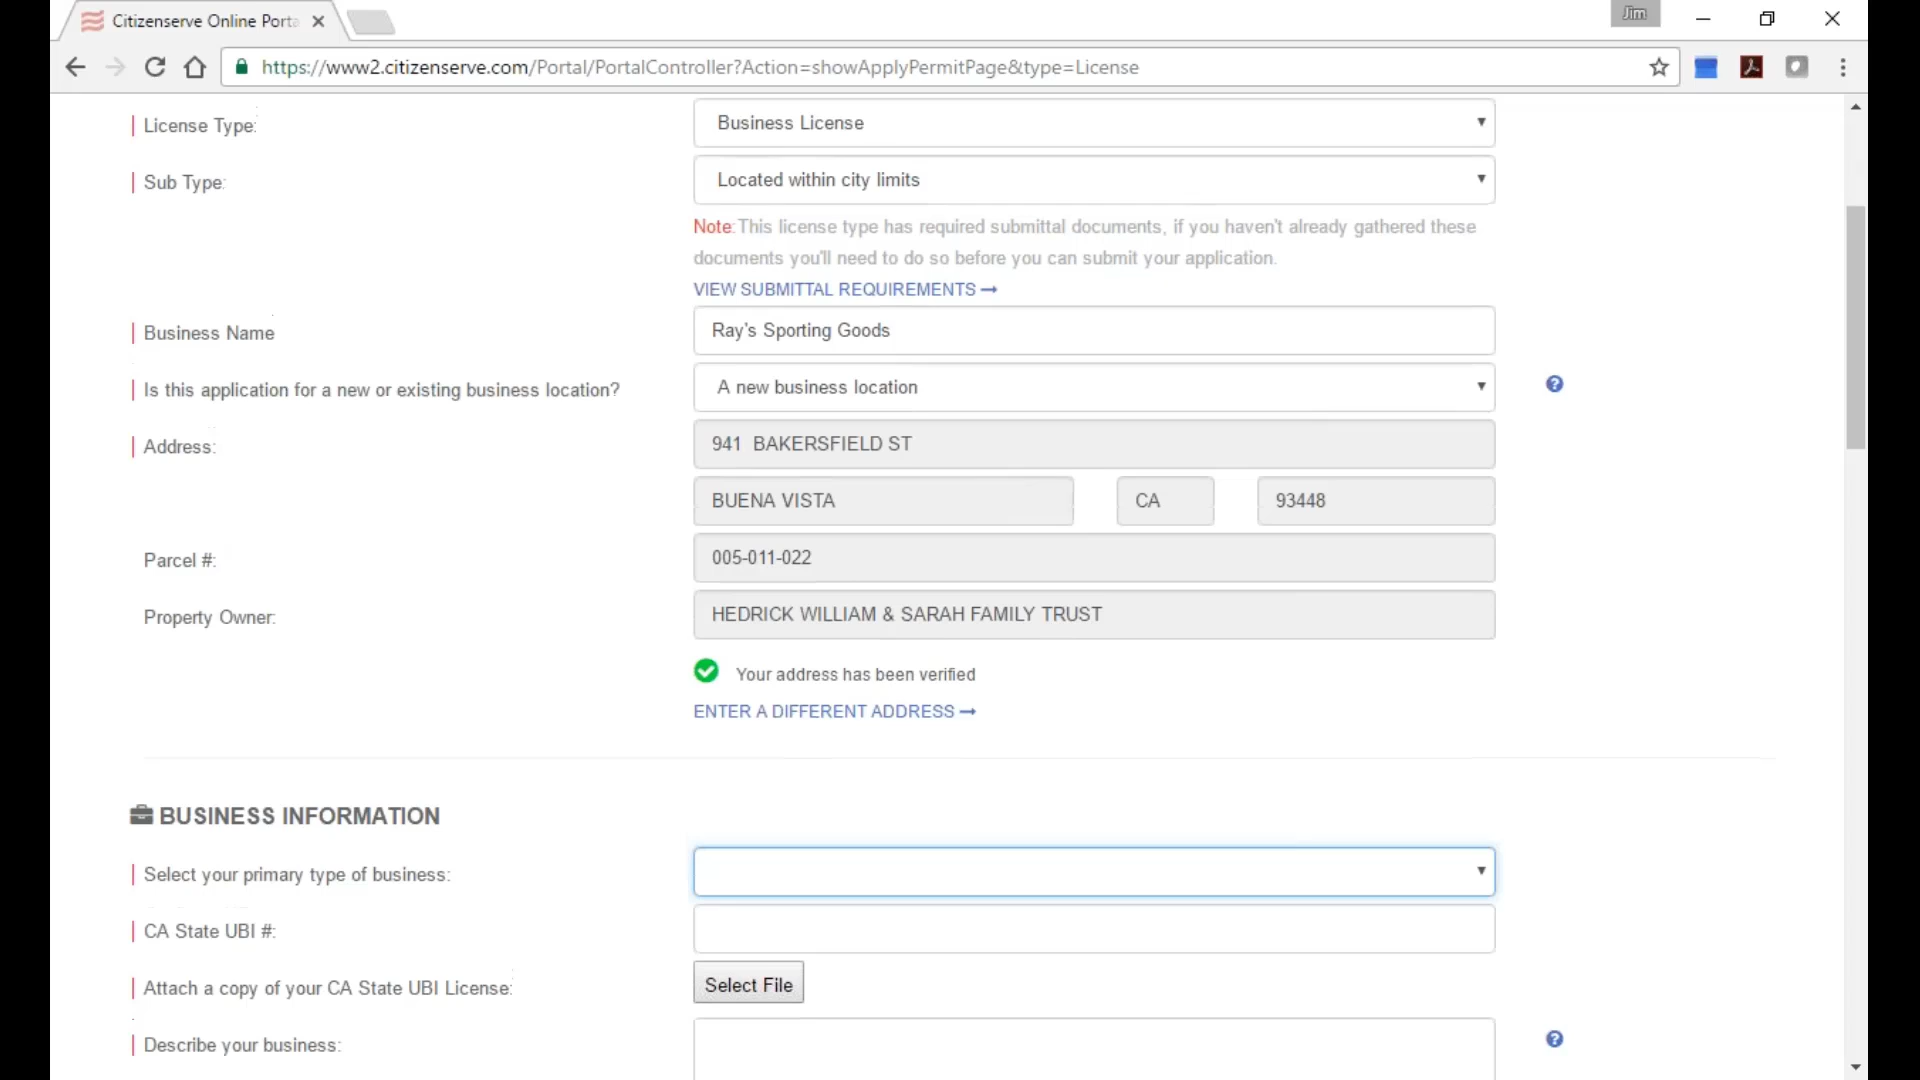 Citizenserve Online Porta
Jim
https://www2.citizenserve.com/Portal/PortalController?Action=showApplyPermitPage&type=License
License Type:
Business License
Sub Type:
Located within city limits
Note: This license type has required submittal documents, if you haven't already gathered these
documents you'll need to do so before you can submit your application.
VIEW SUBMITTAL REQUIREMENTS
Business Name
Ray's Sporting Goods
Is this application for a new or existing business location?
A new business location
Address:
941 BAKERSFIELD ST
BUENA VISTA CA 93448
Parcel #:
005-011-022
Property Owner:
HEDRICK WILLIAM & SARAH FAMILY TRUST
Your address has been verified
ENTER A DIFFERENT ADDRESS
BUSINESS INFORMATION
Select your primary type of business:
CA State UBI #:
Attach a copy of your CA State UBI License:
Select File
Describe your business: